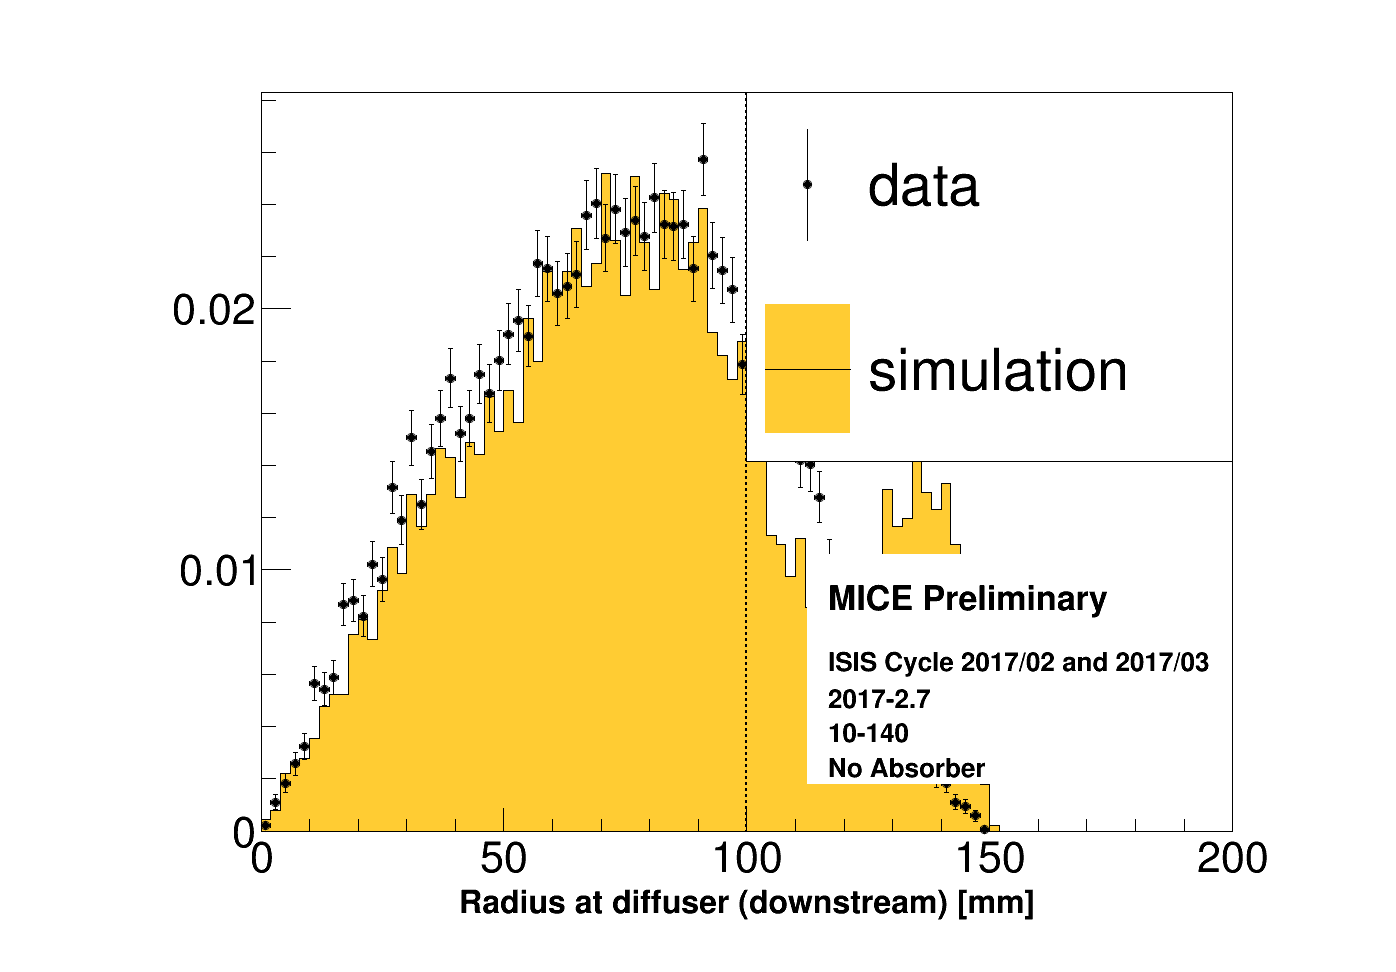 data
simulation
0.02
0.01
0
MICE Preliminary
ISIS Cycle 2017/02 and 2017/03
2017-2.7
10-140
No Absorber
0 50 100 150 200
Radius at diffuser (downstream) [mm]